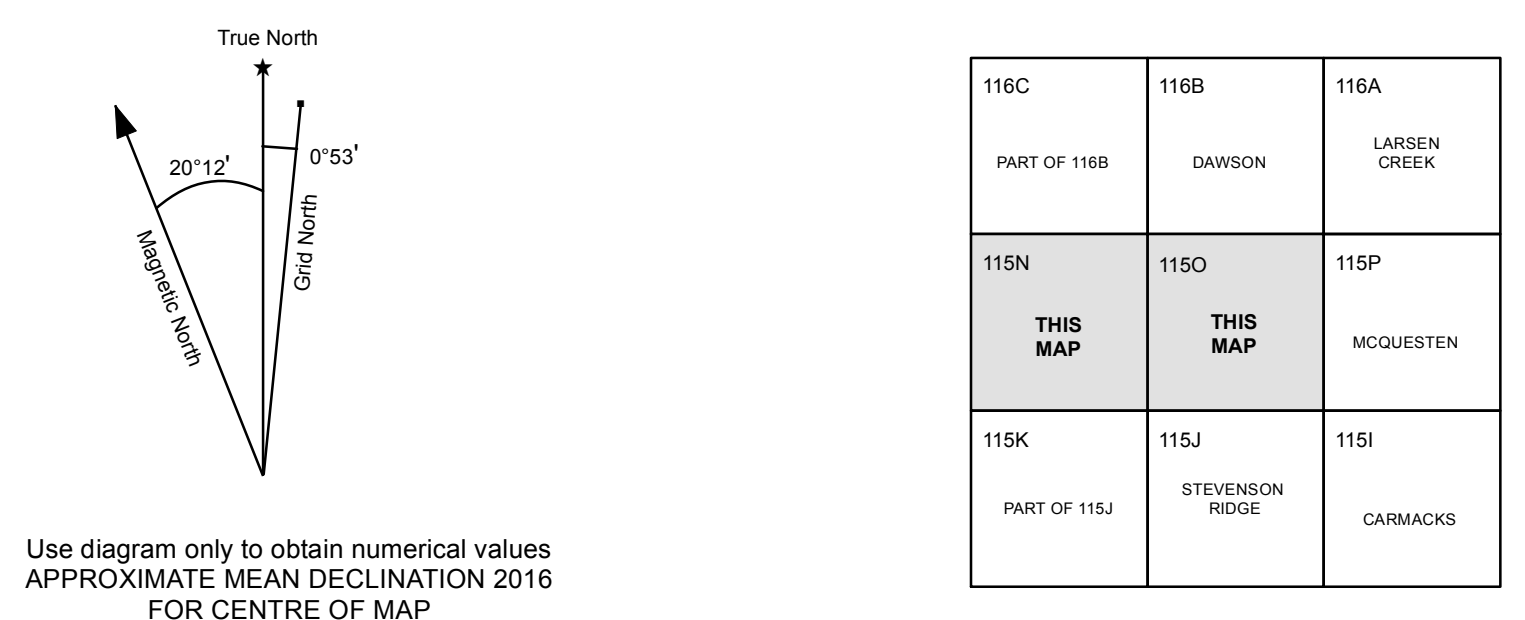 True North
20°12'
0°53'
Magnetic North
Grid North
Use diagram only to obtain numerical values
APPROXIMATE MEAN DECLINATION 2016
FOR CENTRE OF MAP
116C
PART OF 116B
116B
DAWSON
116A
LARSEN
CREEK
115N
THIS
MAP
115O
THIS
MAP
115P
MCQUESTEN
115K
PART OF 115J
115J
STEVENSON
RIDGE
115I
CARMACKS